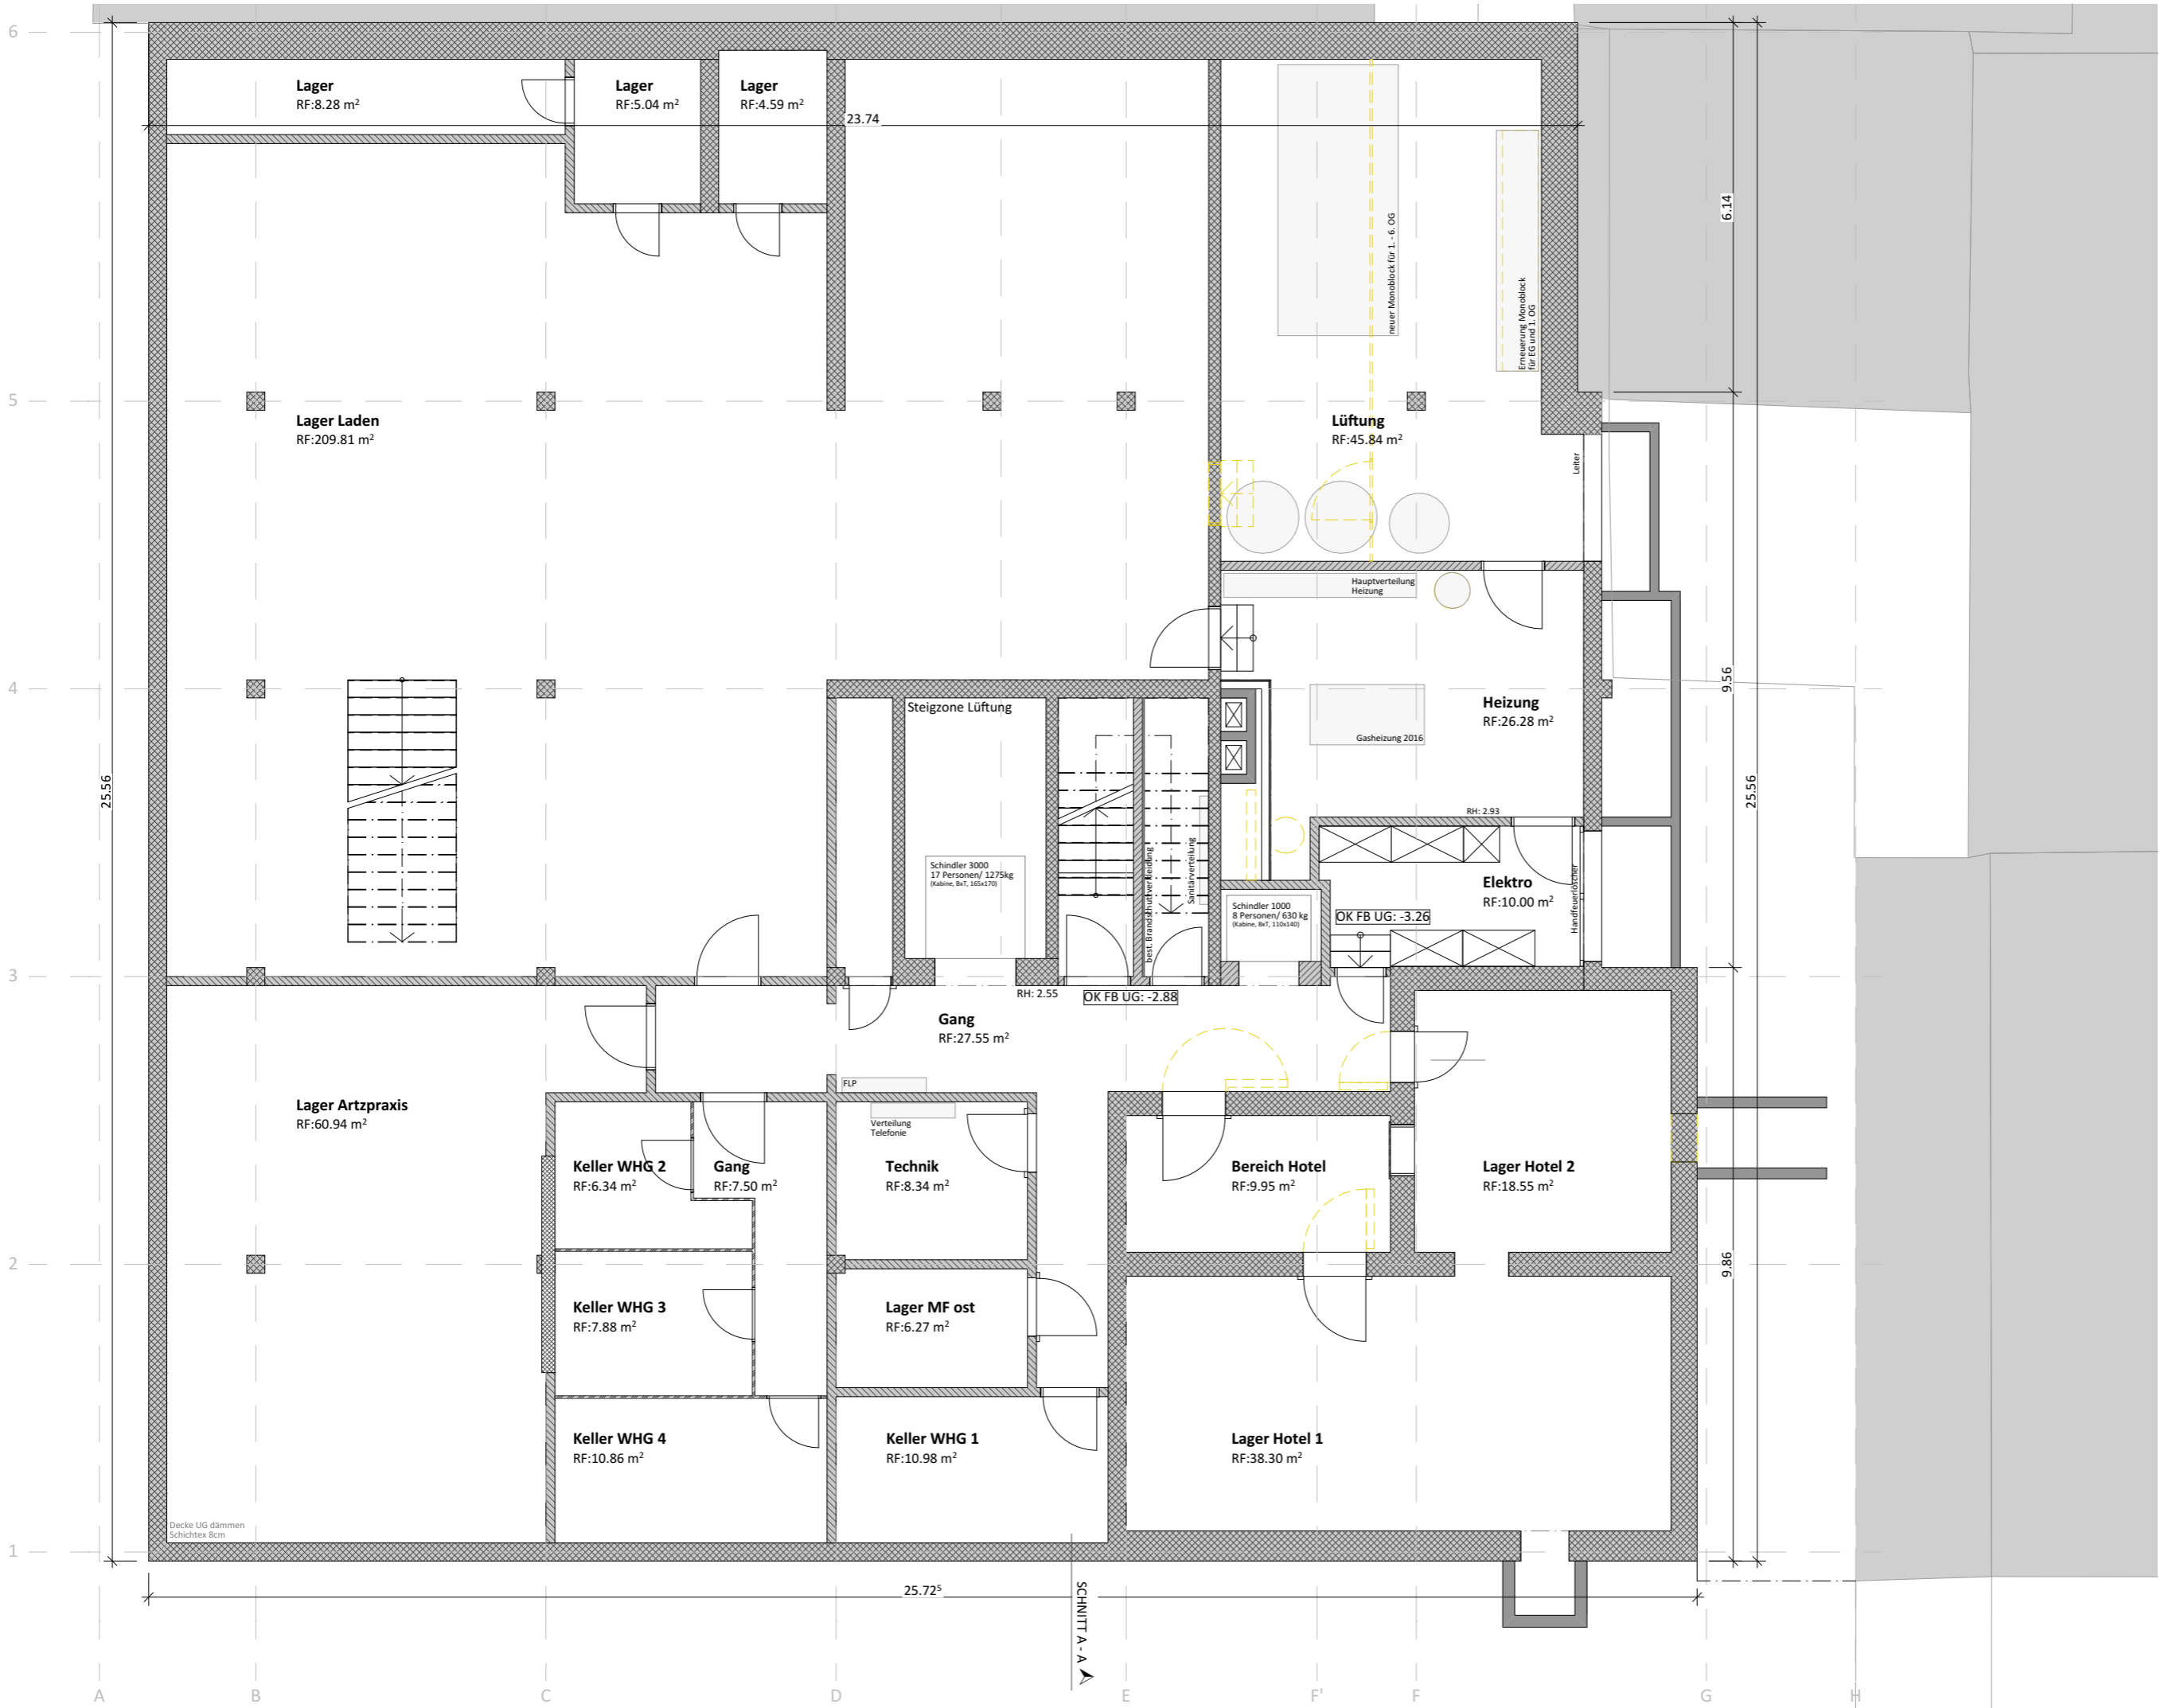 6
Lager
RF:8.28 m²
Lager
RF:5.04 m²
Lager
RF:4.59 m²
23.74
6.14
neuer Monoblock für 1. - 6. OG
Erneuerung Monoblock
für EG und 1. OG
5
Lager Laden
RF:209.81 m²
Lüftung
RF:45.84 m²
Leiter
Hauptverteilung
Heizung
4
Steigzone Lüftung
Heizung
RF:26.28 m²
9.56
Gasheizung 2016
25.56
25.56
RH: 2.93
Schindler 3000
17 Personen/ 1275kg
(Kabine, BxT, 165x170)
best. Brandschutzverkleidung
Sanitärverteilung
Elektro
RF:10.00 m²
Handfeuerlöscher
Schindler 1000
8 Personen/ 630 kg
(Kabine, BxT, 110x140)
OK FB UG: -3.26
3
RH: 2.55
OK FB UG: -2.88
Gang
RF:27.55 m²
FLP
Lager Artzpraxis
RF:60.94 m²
Verteilung
Telefonie
Keller WHG 2
RF:6.34 m²
Gang
RF:7.50 m²
Technik
RF:8.34 m²
Bereich Hotel
RF:9.95 m²
Lager Hotel 2
RF:18.55 m²
2
9.86
Keller WHG 3
RF:7.88 m²
Lager MF ost
RF:6.27 m²
Keller WHG 4
RF:10.86 m²
Keller WHG 1
RF:10.98 m²
Lager Hotel 1
RF:38.30 m²
Decke UG dämmen
Schichtex 8cm
1
25.72⁵
SCHNITT A - A
A
B
C
D
E
F'
F
G
H